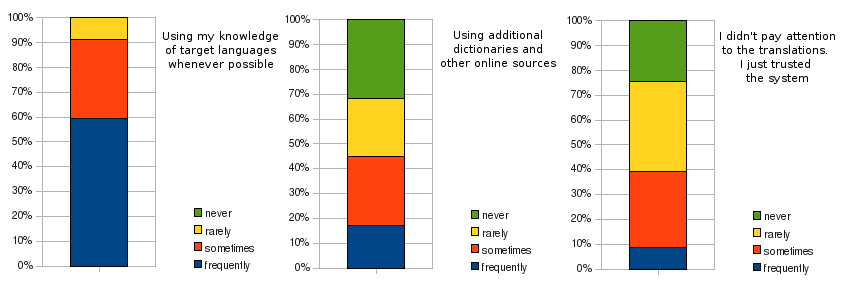 100%
90%
80%
70%
60%
50%
40%
30%
20%
10%
0%
Using my knowledge
of target languages
whenever possible
never
rarely
sometimes
frequently
100%
90%
80%
70%
60%
50%
40%
30%
20%
10%
0%
Using additional
dictionaries and
other online sources
never
rarely
sometimes
frequently
100%
90%
80%
70%
60%
50%
40%
30%
20%
10%
0%
I didn't pay attention
to the translations.
I just trusted
the system
never
rarely
sometimes
frequently